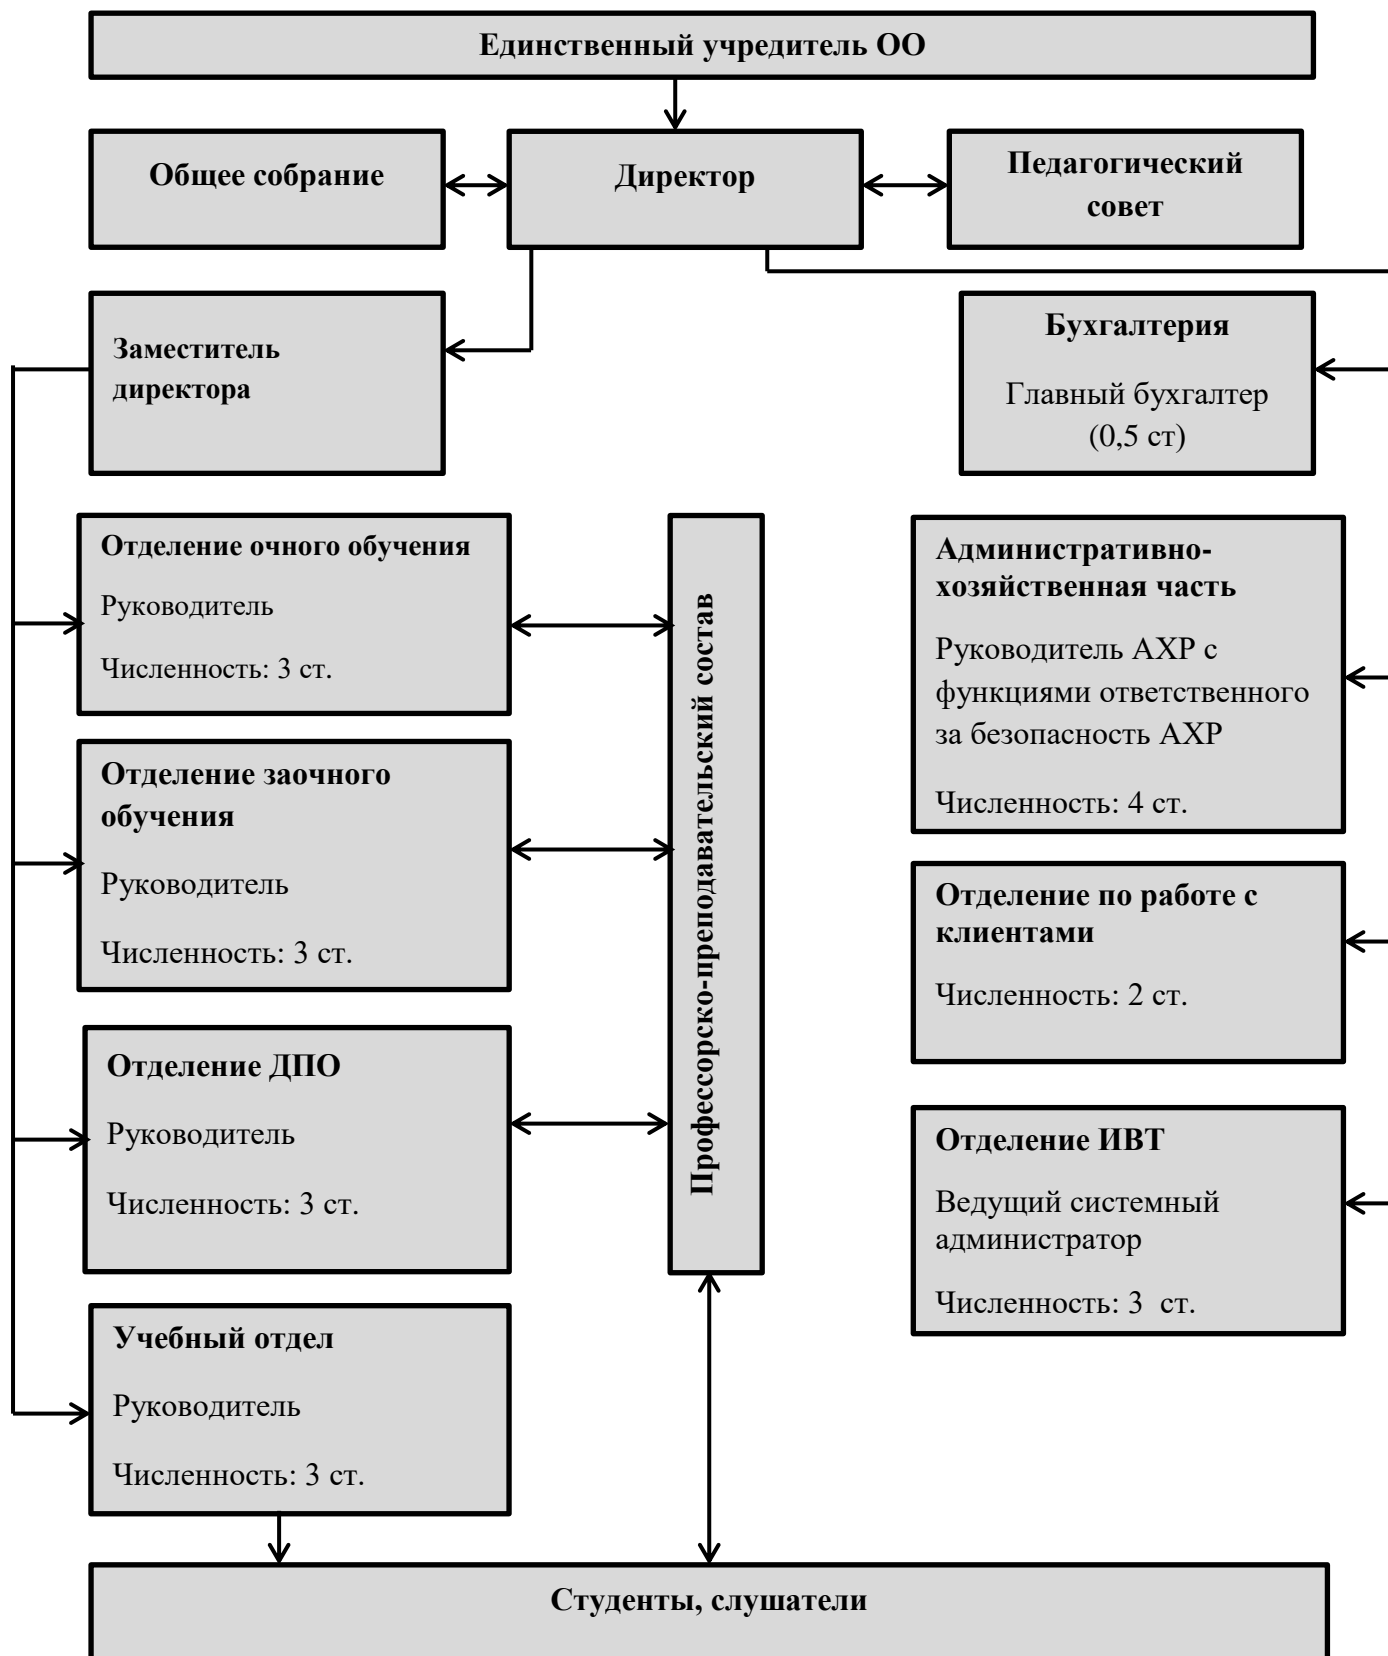 Единственный учредитель ОО
Общее собрание
Директор
Педагогический
совет
Заместитель
директора
Бухгалтерия
Главный бухгалтер
(0,5 ст)
Отделение очного обучения
Руководитель
Численность: 3 ст.
Отделение заочного
обучения
Руководитель
Численность: 3 ст.
Отделение ДПО
Руководитель
Численность: 3 ст.
Учебный отдел
Руководитель
Численность: 3 ст.
Профессорско-преподавательский состав
Административно-
хозяйственная часть
Руководитель АХР с
функциями ответственного
за безопасность АХР
Численность: 4 ст.
Отделение по работе с
клиентами
Численность: 2 ст.
Отделение ИВТ
Ведущий системный
администратор
Численность: 3 ст.
Студенты, слушатели